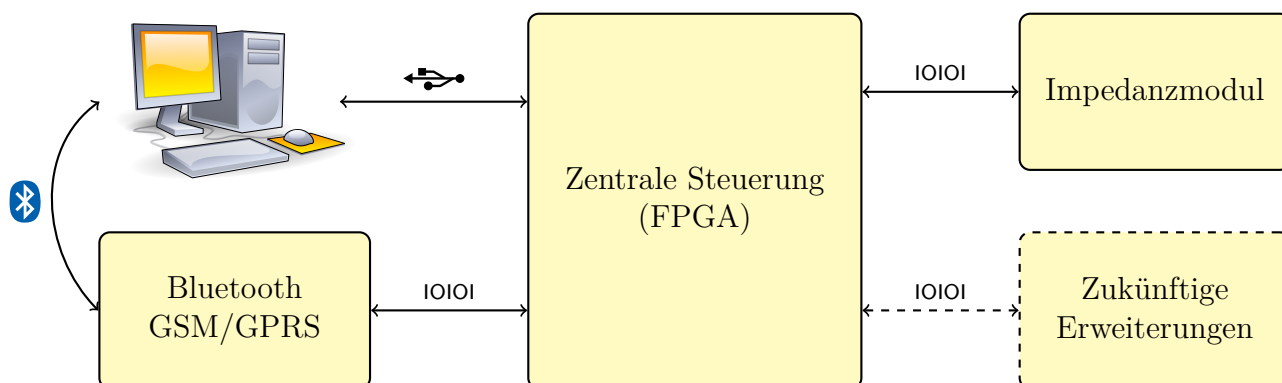 IOIOI
Impedanzmodul
Zentrale Steuerung
(FPGA)
Bluetooth
GSM/GPRS
IOIOI
IOIOI
Zukünftige
Erweiterungen